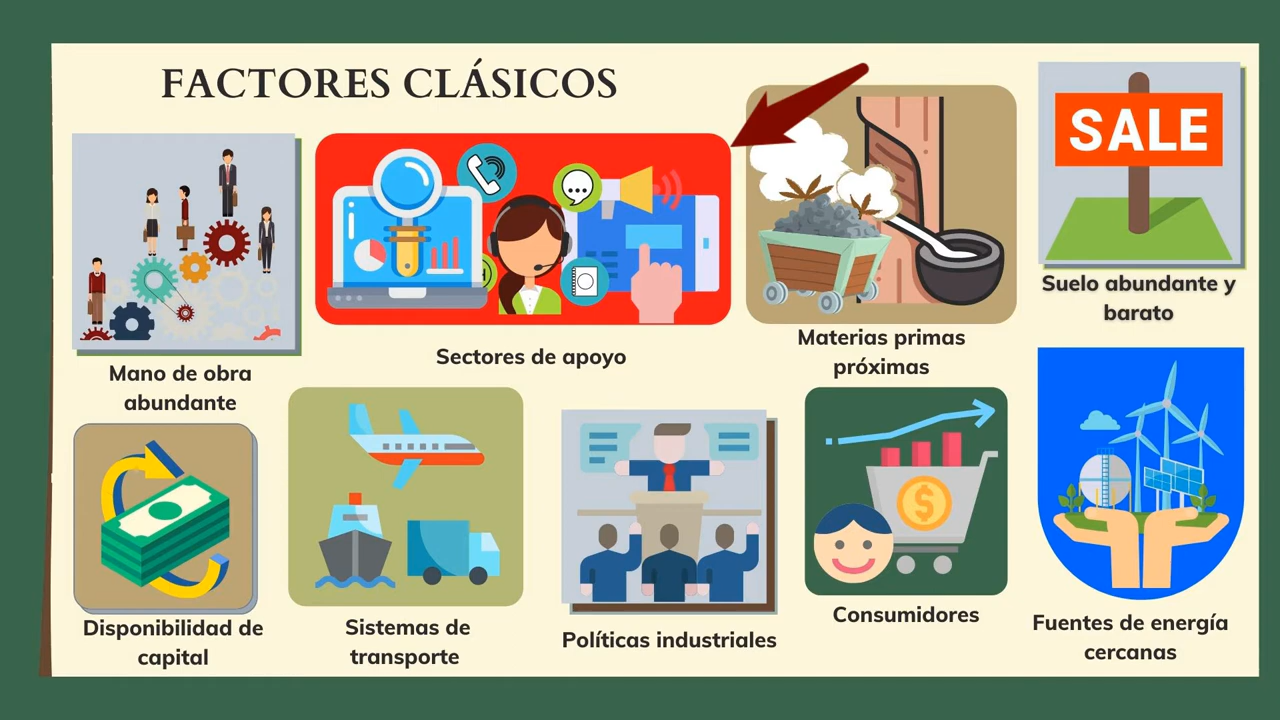 FACTORES CLÁSICOS
SALE
Mano de obra
abundante
Sectores de apoyo
Materias primas
próximas
Suelo abundante y
barato
Disponibilidad de
capital
Sistemas de
transporte
Políticas industriales
Consumidores
Fuentes de energía
cercanas